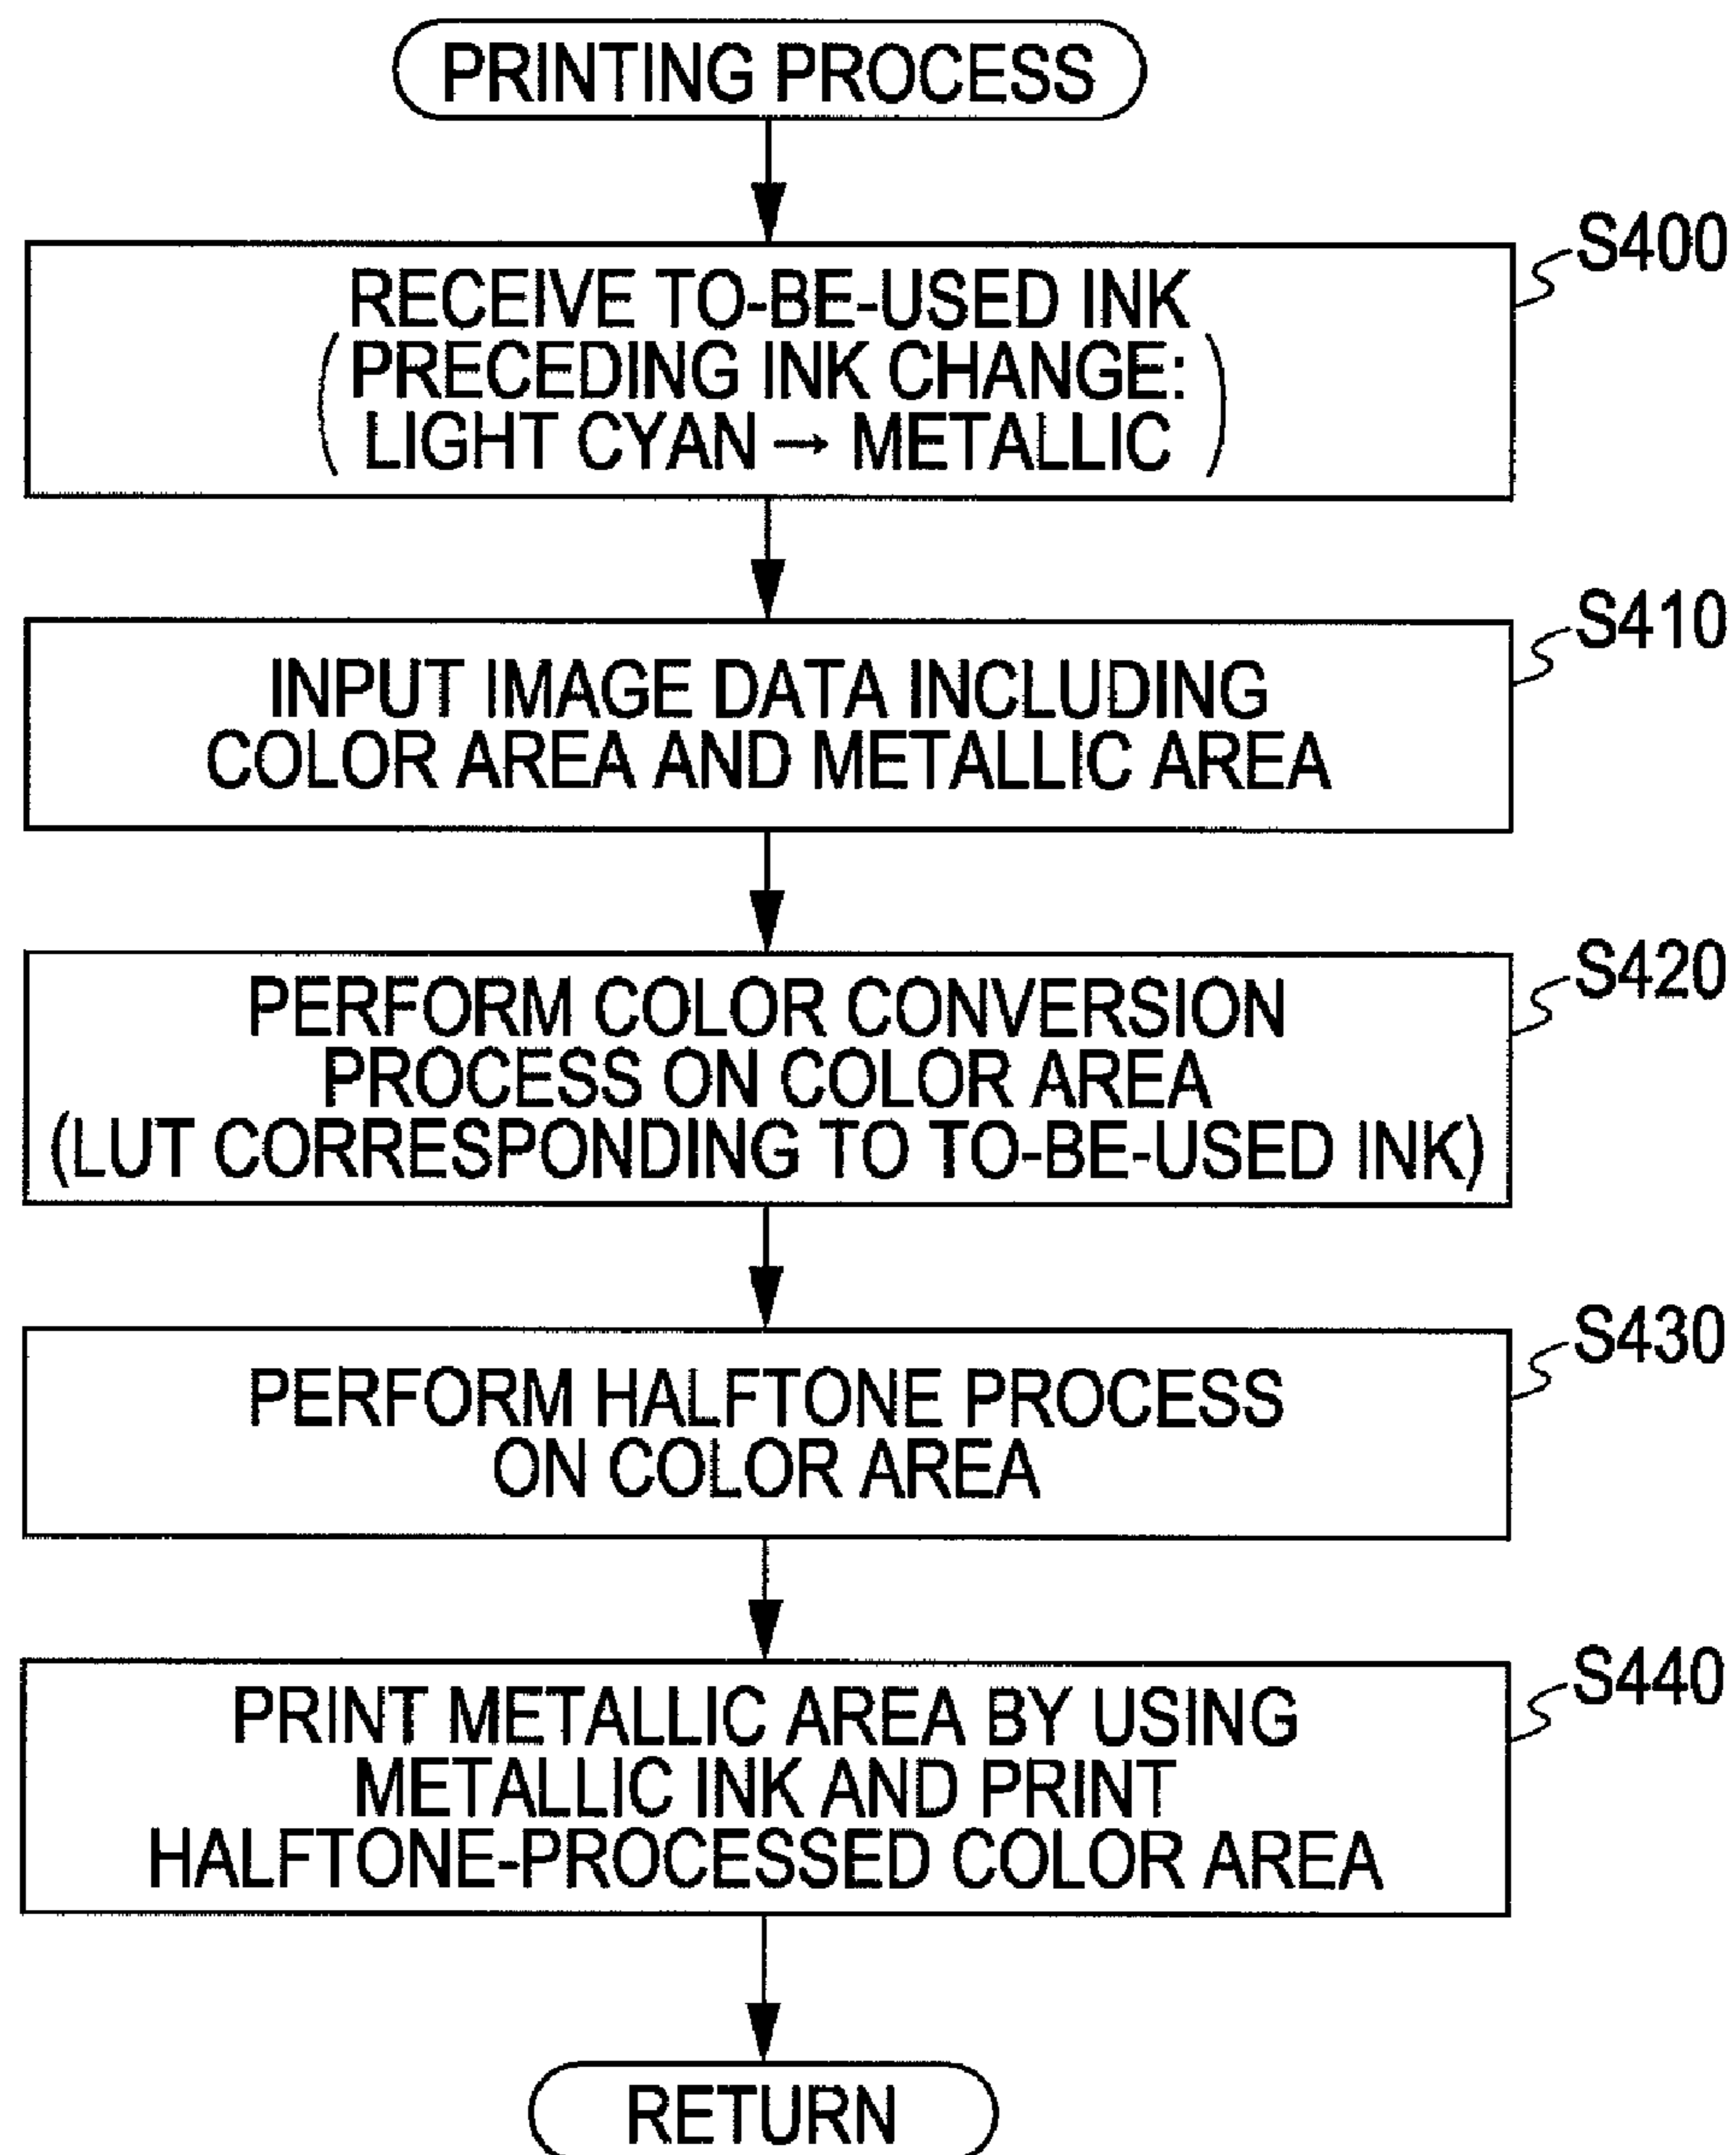 PRINTING PROCESS
S400
RECEIVE TO-BE-USED INK
(PRECEDING INK CHANGE:
LIGHT CYAN → METALLIC)
S410
INPUT IMAGE DATA INCLUDING
COLOR AREA AND METALLIC AREA
S420
PERFORM COLOR CONVERSION
PROCESS ON COLOR AREA
(LUT CORRESPONDING TO TO-BE-USED INK)
S430
PERFORM HALFTONE PROCESS
ON COLOR AREA
S440
PRINT METALLIC AREA BY USING
METALLIC INK AND PRINT
HALFTONE-PROCESSED COLOR AREA
RETURN